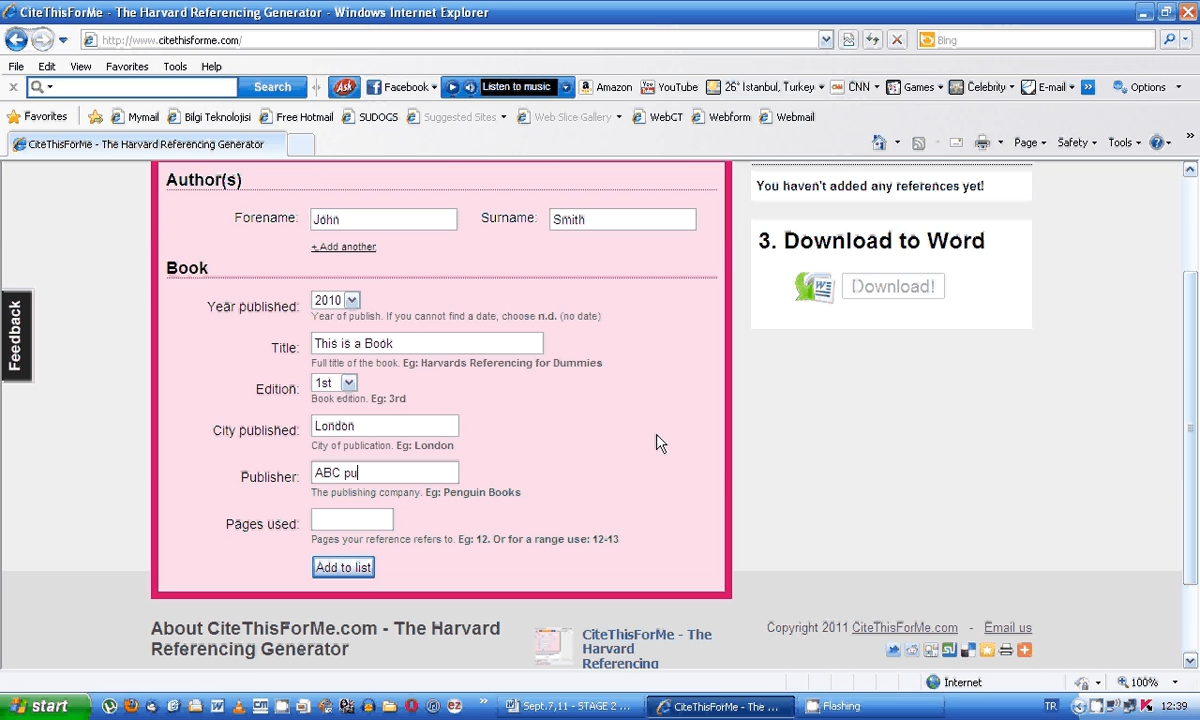 CiteThisForMe - The Harvard Referencing Generator - Windows Internet Explorer
http://www.citethisforme.com/
Bing
File Edit View Favorites Tools Help
Search Ask Facebook Listen to music Amazon YouTube 26° Istanbul, Turkey CNN Games Celebrity E-mail Options
Favorites Mymail Bilgi Teknolojisi Free Hotmail SUDOGS Suggested Sites Web Slice Gallery WebCT Webform Webmail
CiteThisForMe - The Harvard Referencing Generator
Page Safety Tools
Author(s)
Forename: John Surname: Smith
+ Add another
Book
Year published: 2010
Year of publish. If you cannot find a date, choose n.d. (no date)
Title: This is a Book
Full title of the book. Eg: Harvards Referencing for Dummies
Edition: 1st
Book edition. Eg: 3rd
City published: London
City of publication. Eg: London
Publisher: ABC pu
The publishing company. Eg: Penguin Books
Pages used:
Pages your reference refers to. Eg: 12. Or for a range use: 12-13
Add to list
You haven't added any references yet!
3. Download to Word
Download!
Feedback
About CiteThisForMe.com - The Harvard
Referencing Generator
CiteThisForMe - The
Harvard
Referencing
Copyright 2011 CiteThisForMe.com - Email us
Internet 100%
start Sept.7,11 - STAGE 2 ... CiteThisForMe - The ... Flashing TR 12:39